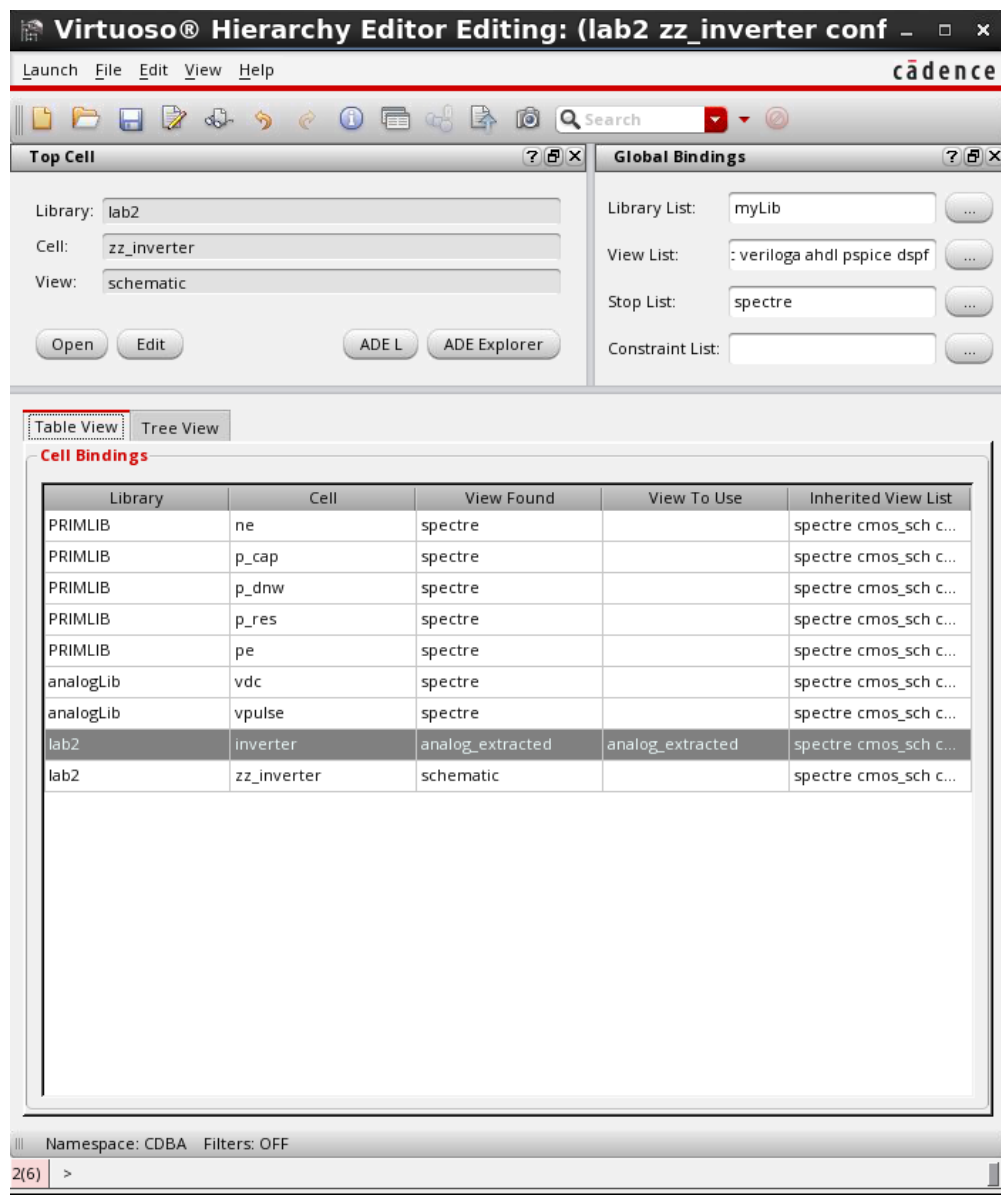 Virtuoso® Hierarchy Editor Editing: (lab2 zz_inverter conf
Launch File Edit View Help
cādence
Search
Top Cell
Library: lab2
Cell: zz_inverter
View: schematic
Open Edit ADE L ADE Explorer
Global Bindings
Library List: myLib ...
View List: : veriloga ahdl pspice dspf ...
Stop List: spectre ...
Constraint List: ...
Table View Tree View
Cell Bindings
Library Cell View Found View To Use Inherited View List
PRIMLIB ne spectre spectre cmos_sch c...
PRIMLIB p_cap spectre spectre cmos_sch c...
PRIMLIB p_dnw spectre spectre cmos_sch c...
PRIMLIB p_res spectre spectre cmos_sch c...
PRIMLIB pe spectre spectre cmos_sch c...
analogLib vdc spectre spectre cmos_sch c...
analogLib vpulse spectre spectre cmos_sch c...
lab2 inverter analog_extracted analog_extracted spectre cmos_sch c...
lab2 zz_inverter schematic spectre cmos_sch c...
Namespace: CDBA Filters: OFF
2(6) >